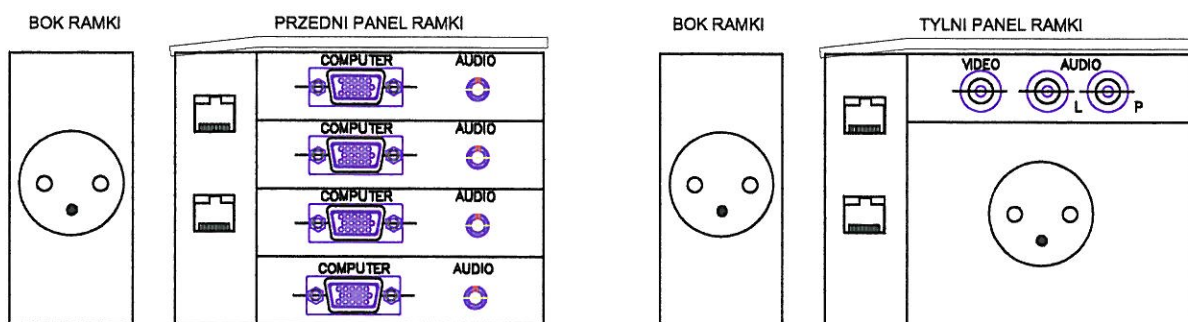 BOK RAMKI
PRZEDNI PANEL RAMKI
COMPUTER AUDIO
COMPUTER AUDIO
COMPUTER AUDIO
COMPUTER AUDIO
BOK RAMKI
TYLNI PANEL RAMKI
VIDEO AUDIO
L P